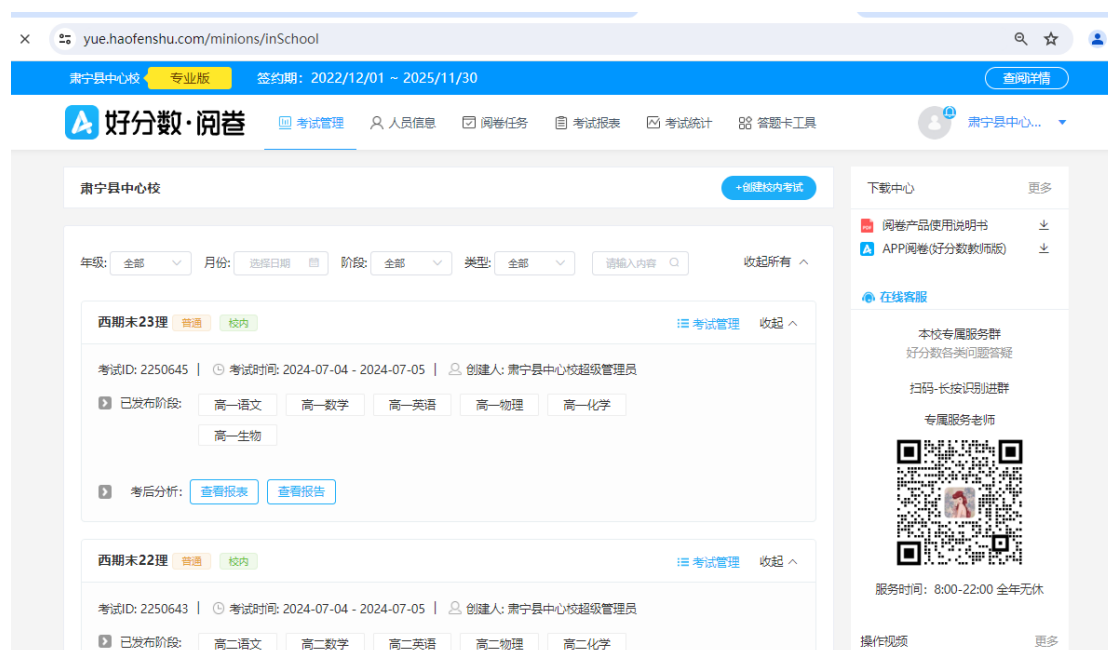 yue.haofenshu.com/minions/inSchool
肃宁县中心校 专业版 签约期：2022/12/01 ~ 2025/11/30 查阅详情
好分数·阅卷 考试管理 人员信息 阅卷任务 考试报表 考试统计 答题卡工具 肃宁县中心...
肃宁县中心校 +创建校内考试
下载中心 更多
阅卷产品使用说明书
APP阅卷(好分数教师版)
年级: 全部 月份: 选择日期 阶段: 全部 类型: 全部 请输入内容 收起所有
在线客服
西期末23理 普通 校内 考试管理 收起
本校专属服务群
好分数各类问题答疑
考试ID: 2250645 | 考试时间: 2024-07-04 - 2024-07-05 | 创建人: 肃宁县中心校超级管理员
扫码-长按识别进群
已发布阶段: 高一语文 高一数学 高一英语 高一物理 高一化学
专属服务老师
高一生物
考后分析: 查看报表 查看报告
西期末22理 普通 校内 考试管理 收起
服务时间：8:00-22:00 全年无休
考试ID: 2250643 | 考试时间: 2024-07-04 - 2024-07-05 | 创建人: 肃宁县中心校超级管理员
已发布阶段: 高二语文 高二数学 高二英语 高二物理 高二化学
操作视频 更多